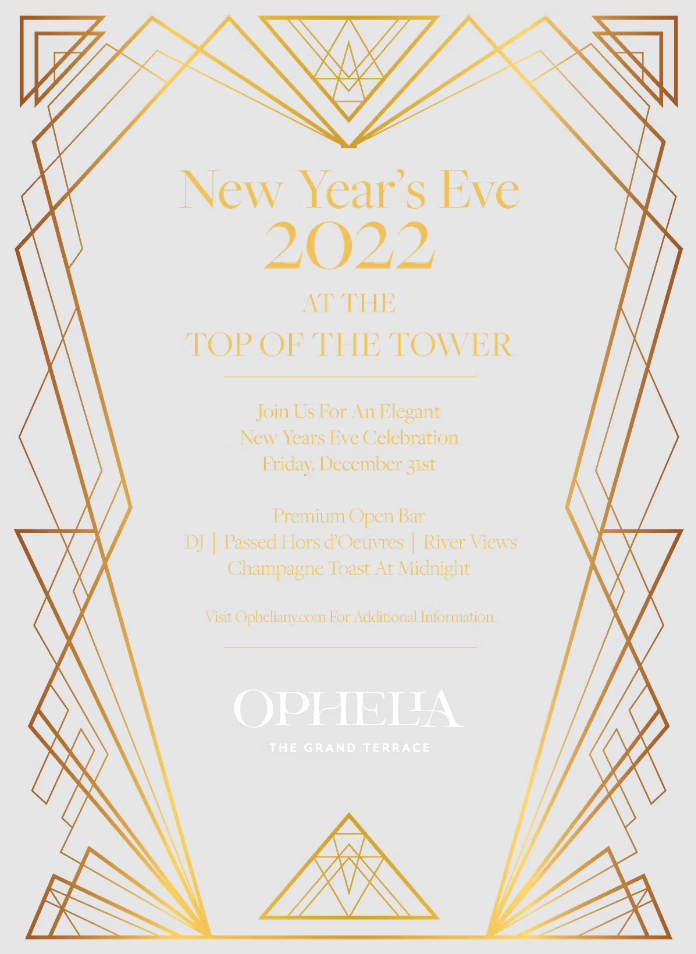 New Year's Eve
2022
AT THE
TOP OF THE TOWER
Join Us For An Elegant
New Years Eve Celebration
Friday, December 31st
Premium Open Bar
DJ | Passed Hors d'Oeuvres | River Views
Champagne Toast At Midnight
Visit Opheliany.com For Additional Information
OPHELIA
THE GRAND TERRACE